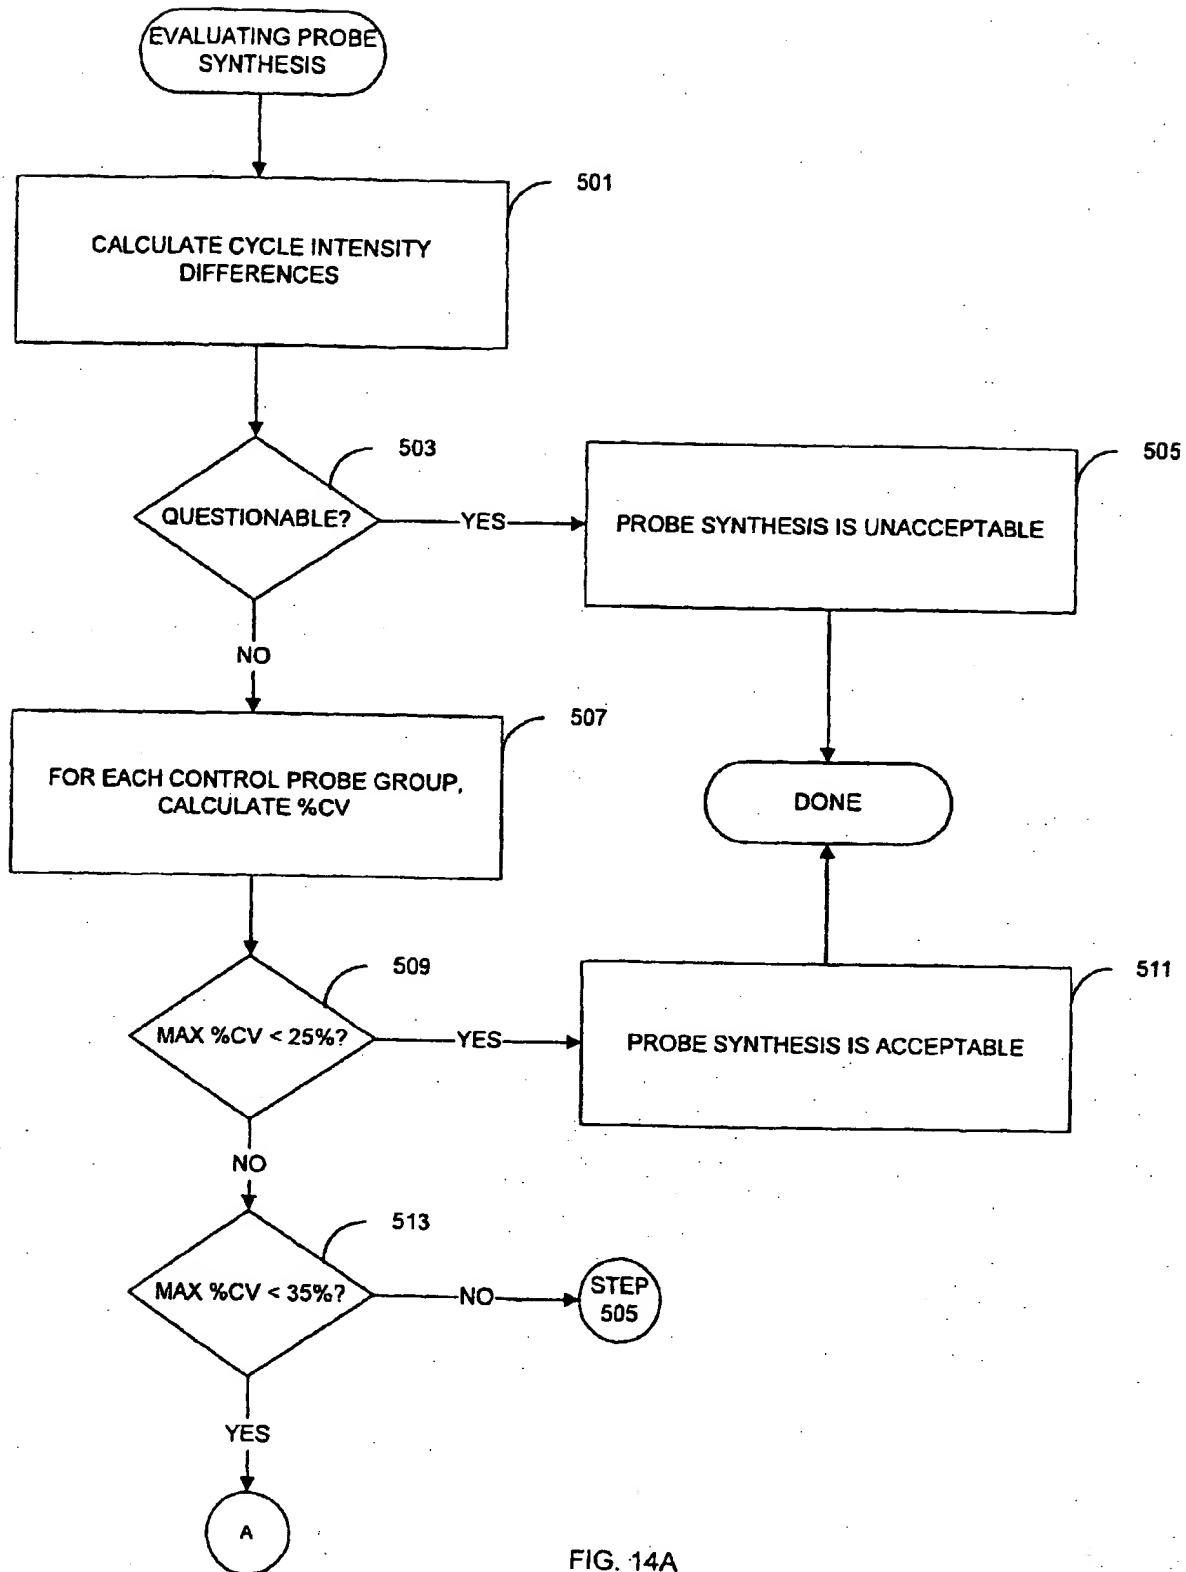 EVALUATING PROBE
SYNTHESIS
501
CALCULATE CYCLE INTENSITY
DIFFERENCES
503
QUESTIONABLE?
YES
505
PROBE SYNTHESIS IS UNACCEPTABLE
NO
507
FOR EACH CONTROL PROBE GROUP,
CALCULATE %CV
DONE
509
MAX %CV < 25%?
YES
511
PROBE SYNTHESIS IS ACCEPTABLE
NO
513
MAX %CV < 35%?
NO
STEP
505
YES
A
FIG. 14A